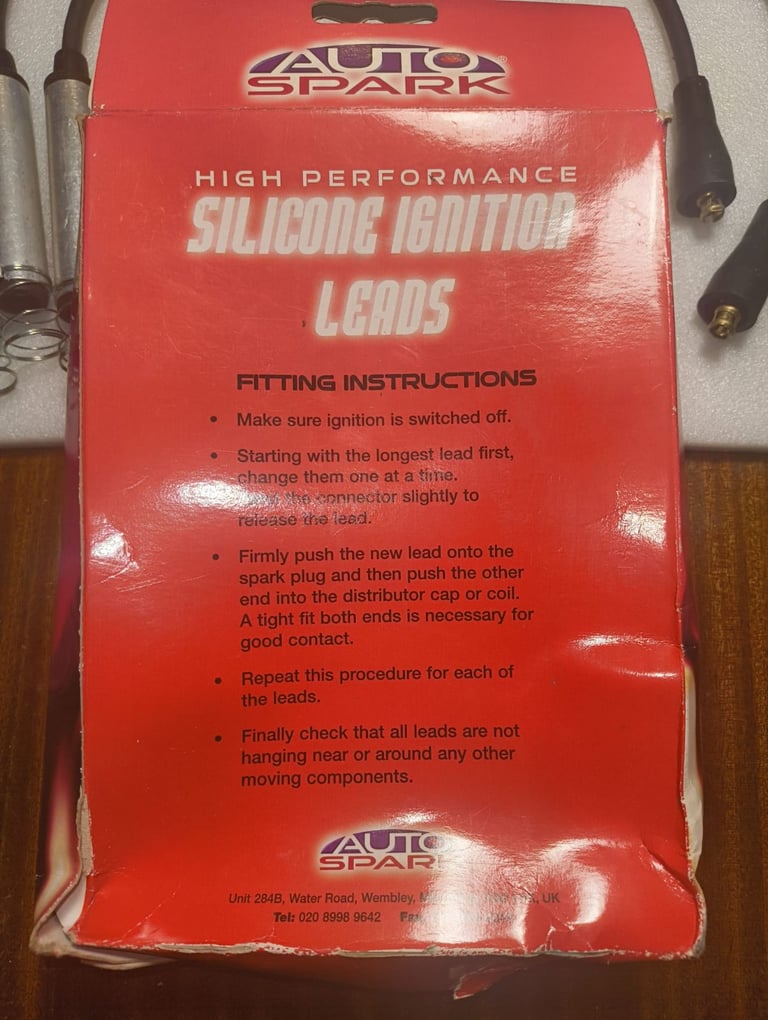 AUTO
SPARK®
HIGH PERFORMANCE
SILICONE IGNITION
LEADS
FITTING INSTRUCTIONS
• Make sure ignition is switched off.
• Starting with the longest lead first,
change them one at a time.
the connector slightly to
release the lead.
• Firmly push the new lead onto the
spark plug and then push the other
end into the distributor cap or coil.
A tight fit both ends is necessary for
good contact.
• Repeat this procedure for each of
the leads.
• Finally check that all leads are not
hanging near or around any other
moving components.
AUTO
SPARK
Unit 284B, Water Road, Wembley, UK
Tel: 020 8998 9642 Fax: